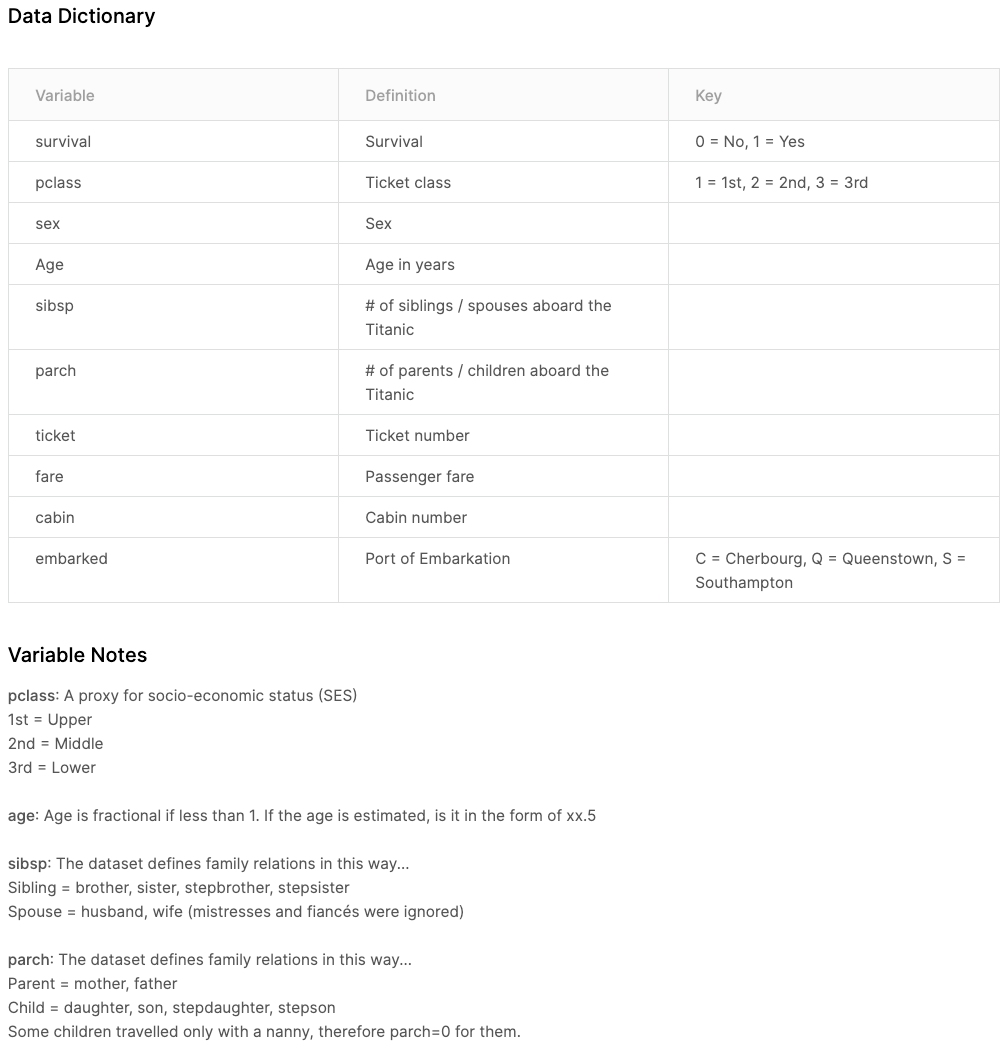 Data Dictionary
Variable Definition Key
survival Survival 0 = No, 1 = Yes
pclass Ticket class 1 = 1st, 2 = 2nd, 3 = 3rd
sex Sex
Age Age in years
sibsp # of siblings / spouses aboard the
Titanic
parch # of parents / children aboard the
Titanic
ticket Ticket number
fare Passenger fare
cabin Cabin number
embarked Port of Embarkation C = Cherbourg, Q = Queenstown, S =
Southampton
Variable Notes
pclass: A proxy for socio-economic status (SES)
1st = Upper
2nd = Middle
3rd = Lower
age: Age is fractional if less than 1. If the age is estimated, is it in the form of xx.5
sibsp: The dataset defines family relations in this way...
Sibling = brother, sister, stepbrother, stepsister
Spouse = husband, wife (mistresses and fiancés were ignored)
parch: The dataset defines family relations in this way...
Parent = mother, father
Child = daughter, son, stepdaughter, stepson
Some children travelled only with a nanny, therefore parch=0 for them.